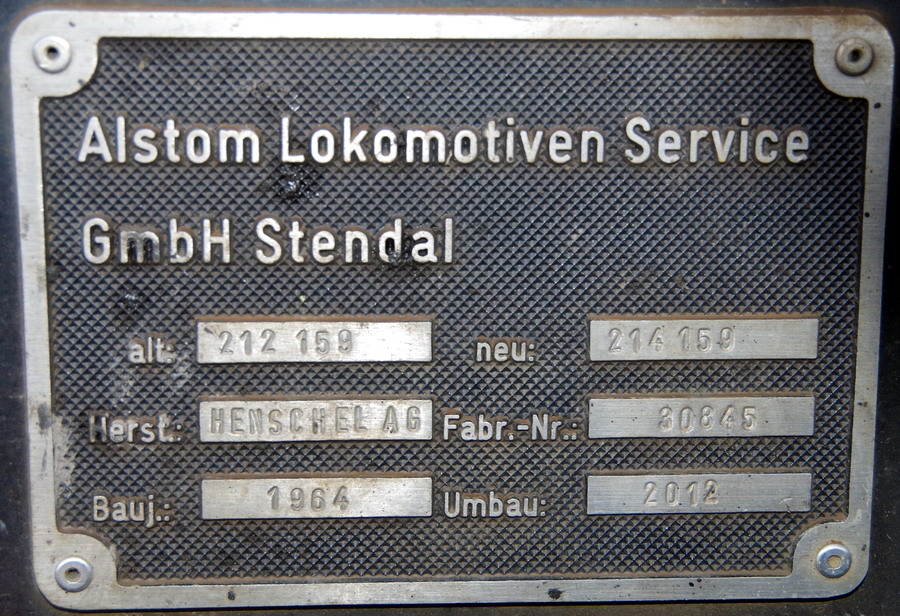 Alstom Lokomotiven Service
GmbH Stendal
alt: 212 159 neu: 214 159
Herst.: HENSCHEL AG Fabr.-Nr.: 30845
Bauj.: 1964 Umbau: 2012